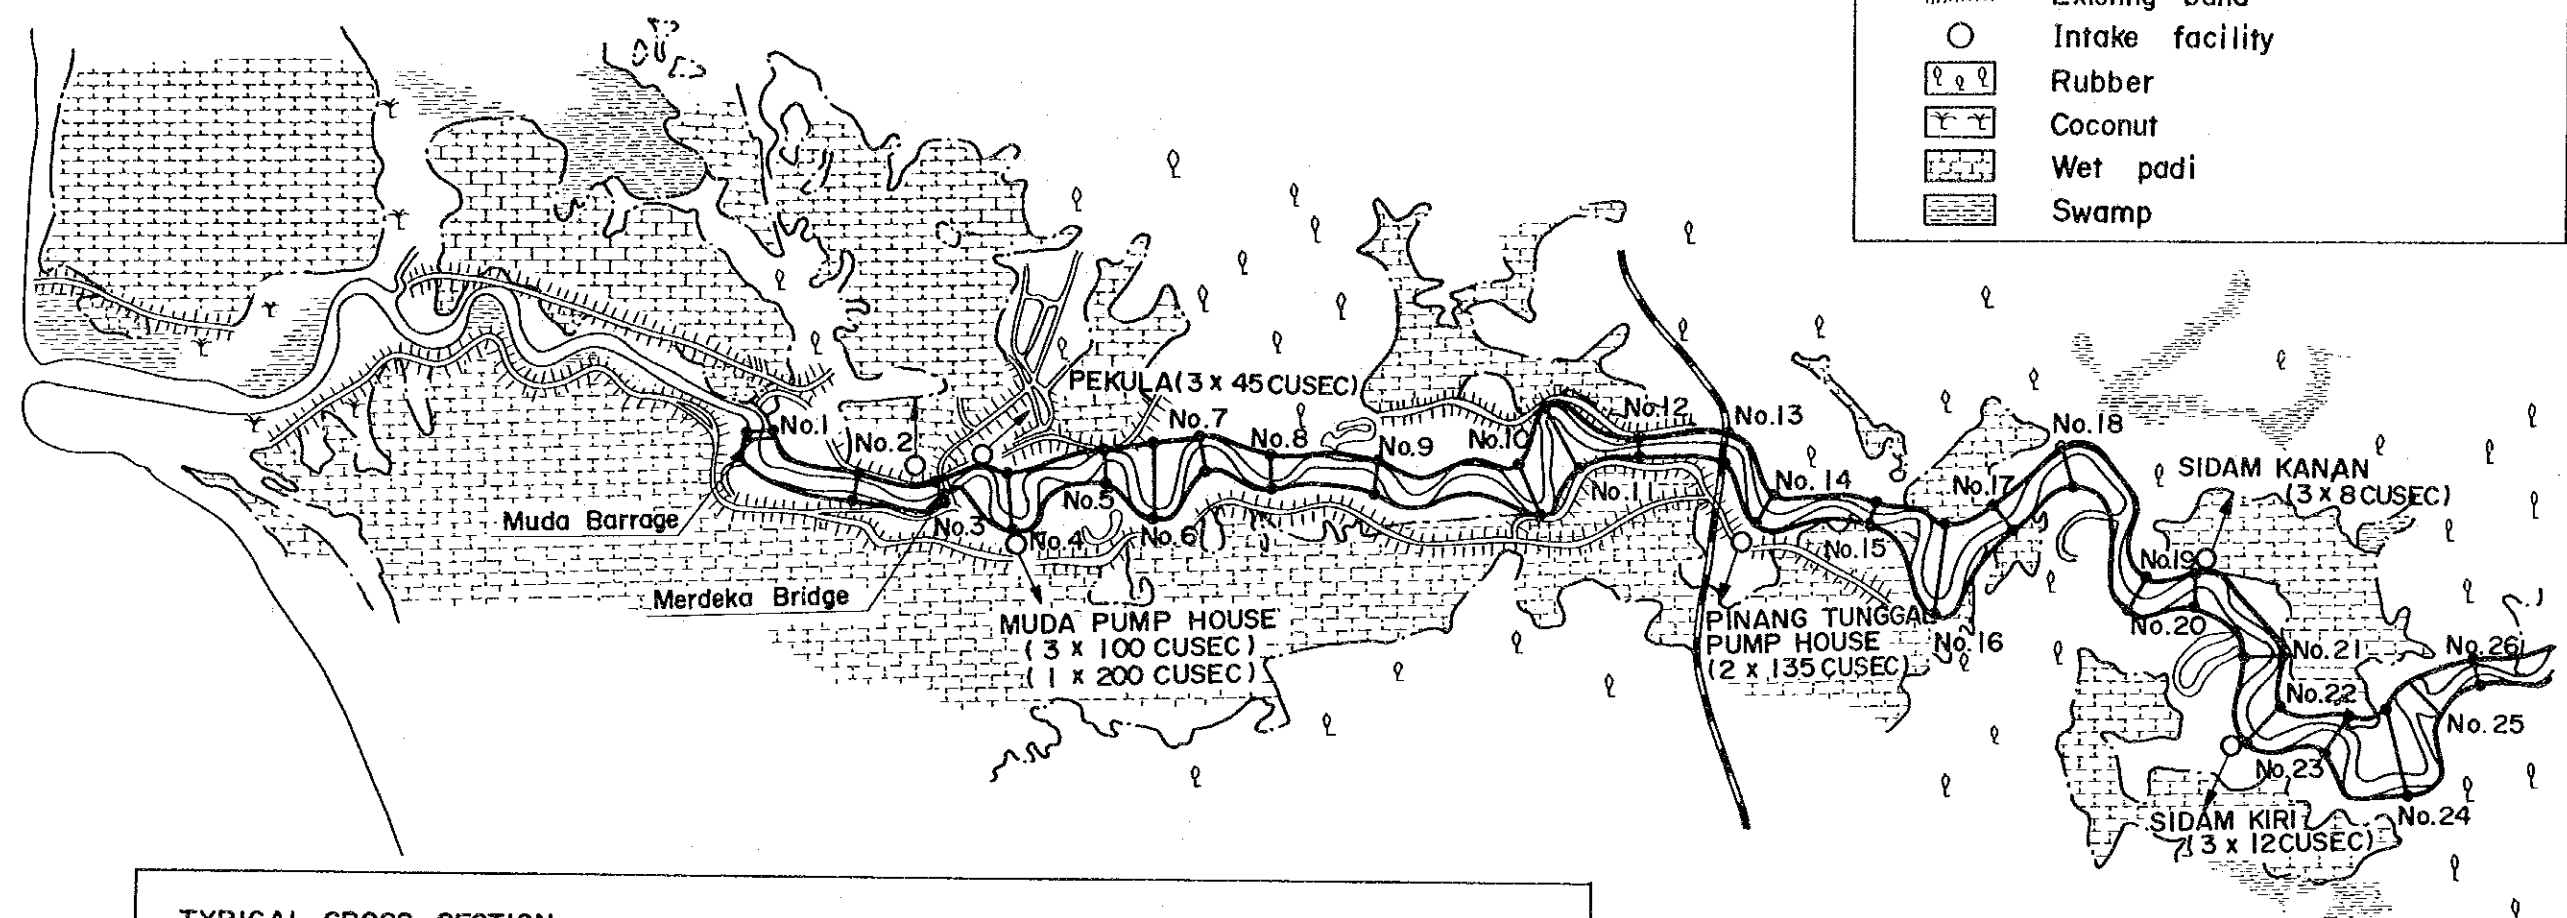 Existing bund
Intake facility
Rubber
Coconut
Wet padi
Swamp
PEKULA (3 x 45 CUSEC)
No.1
No.2
No.3
No.4
No.5
No.6
No.7
No.8
No.9
No.10
No.11
No.12
No.13
No.14
No.15
No.16
No.17
No.18
SIDAM KANAN
(3 x 8 CUSEC)
No.19
No.20
No.21
No.22
No.23
No.24
No.25
No.26
Muda Barrage
Merdeka Bridge
MUDA PUMP HOUSE
(3 x 100 CUSEC)
(1 x 200 CUSEC)
PINANG TUNGGAL
PUMP HOUSE
(2 x 135 CUSEC)
SIDAM KIRI
(3 x 12 CUSEC)
TYPICAL CROSS SECTION